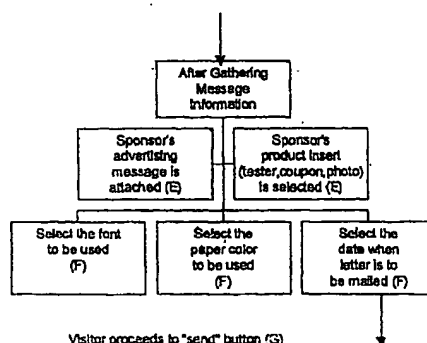 After Gathering
Message
Information
Sponsor's
advertising
message is
attached (E)
Sponsor's
product insert
(tester,coupon,photo)
is selected (E)
Select the font
to be used
(F)
Select the
paper color
to be used
(F)
Select the
date when
letter is to
be mailed (F)
Visitor proceeds to "send" button (G)